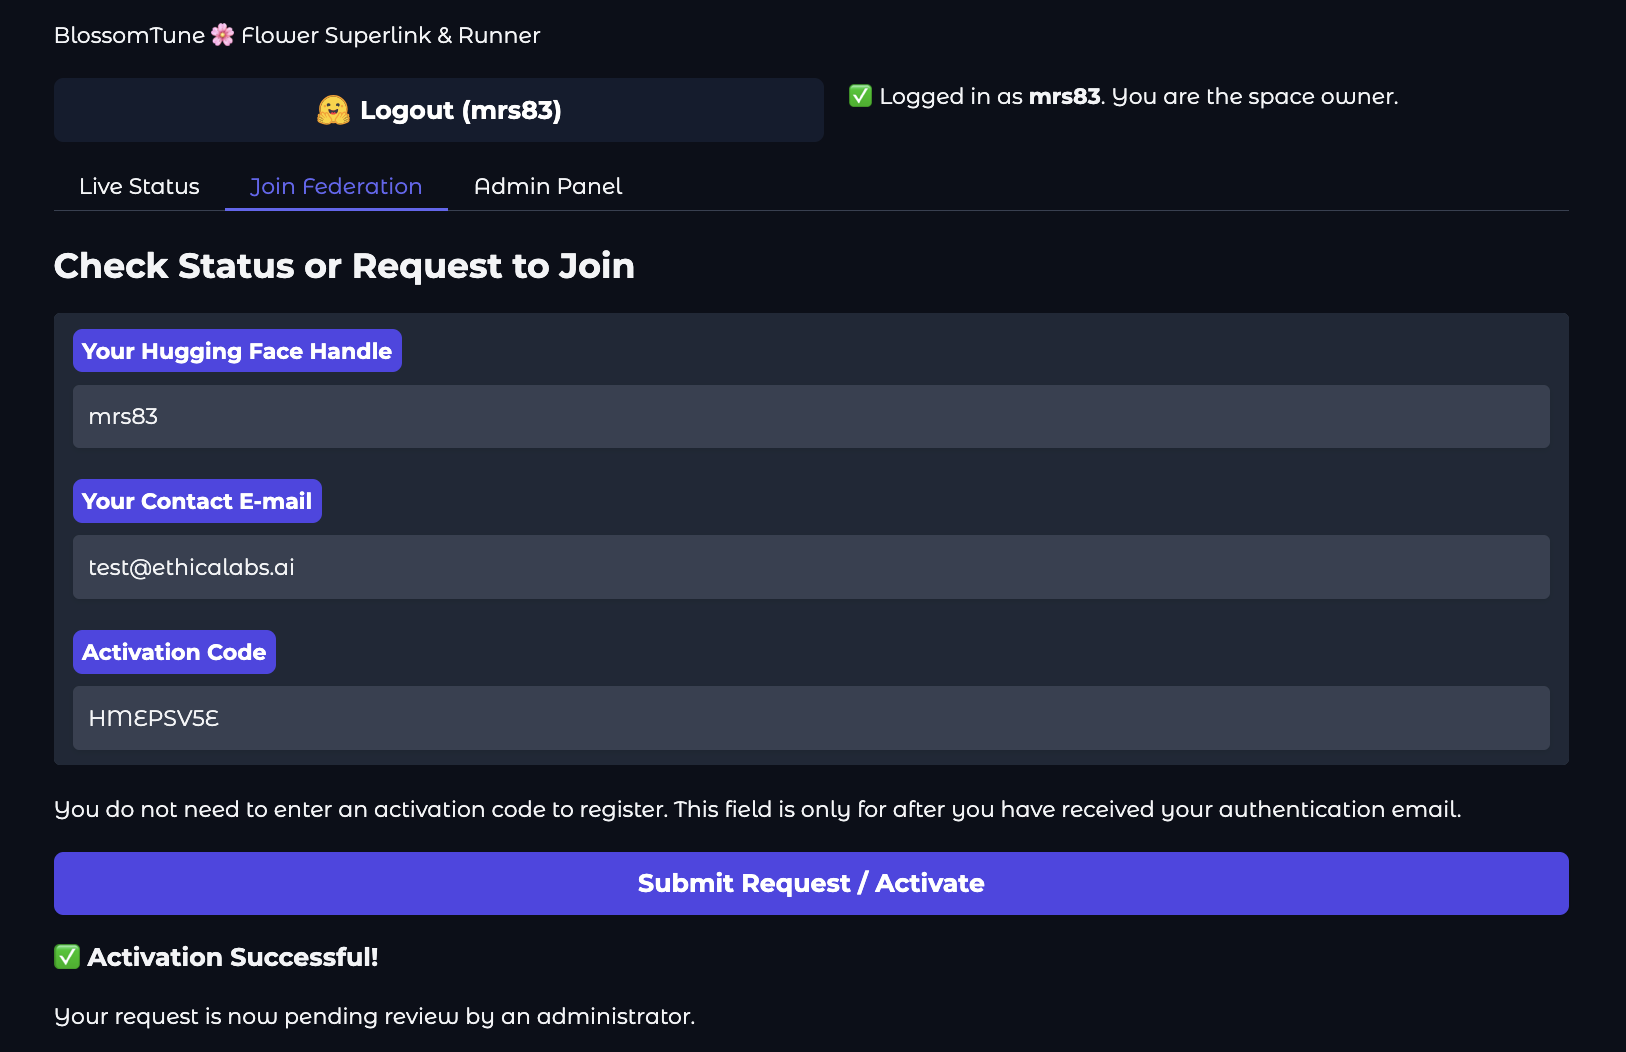 BlossomTune 🌸 Flower Superlink & Runner
🤗 Logout (mrs83)
✅ Logged in as mrs83. You are the space owner.
Live Status
Join Federation
Admin Panel
Check Status or Request to Join
Your Hugging Face Handle
mrs83
Your Contact E-mail
test@ethicalabs.ai
Activation Code
HMEPSV5E
You do not need to enter an activation code to register. This field is only for after you have received your authentication email.
Submit Request / Activate
✅ Activation Successful!
Your request is now pending review by an administrator.